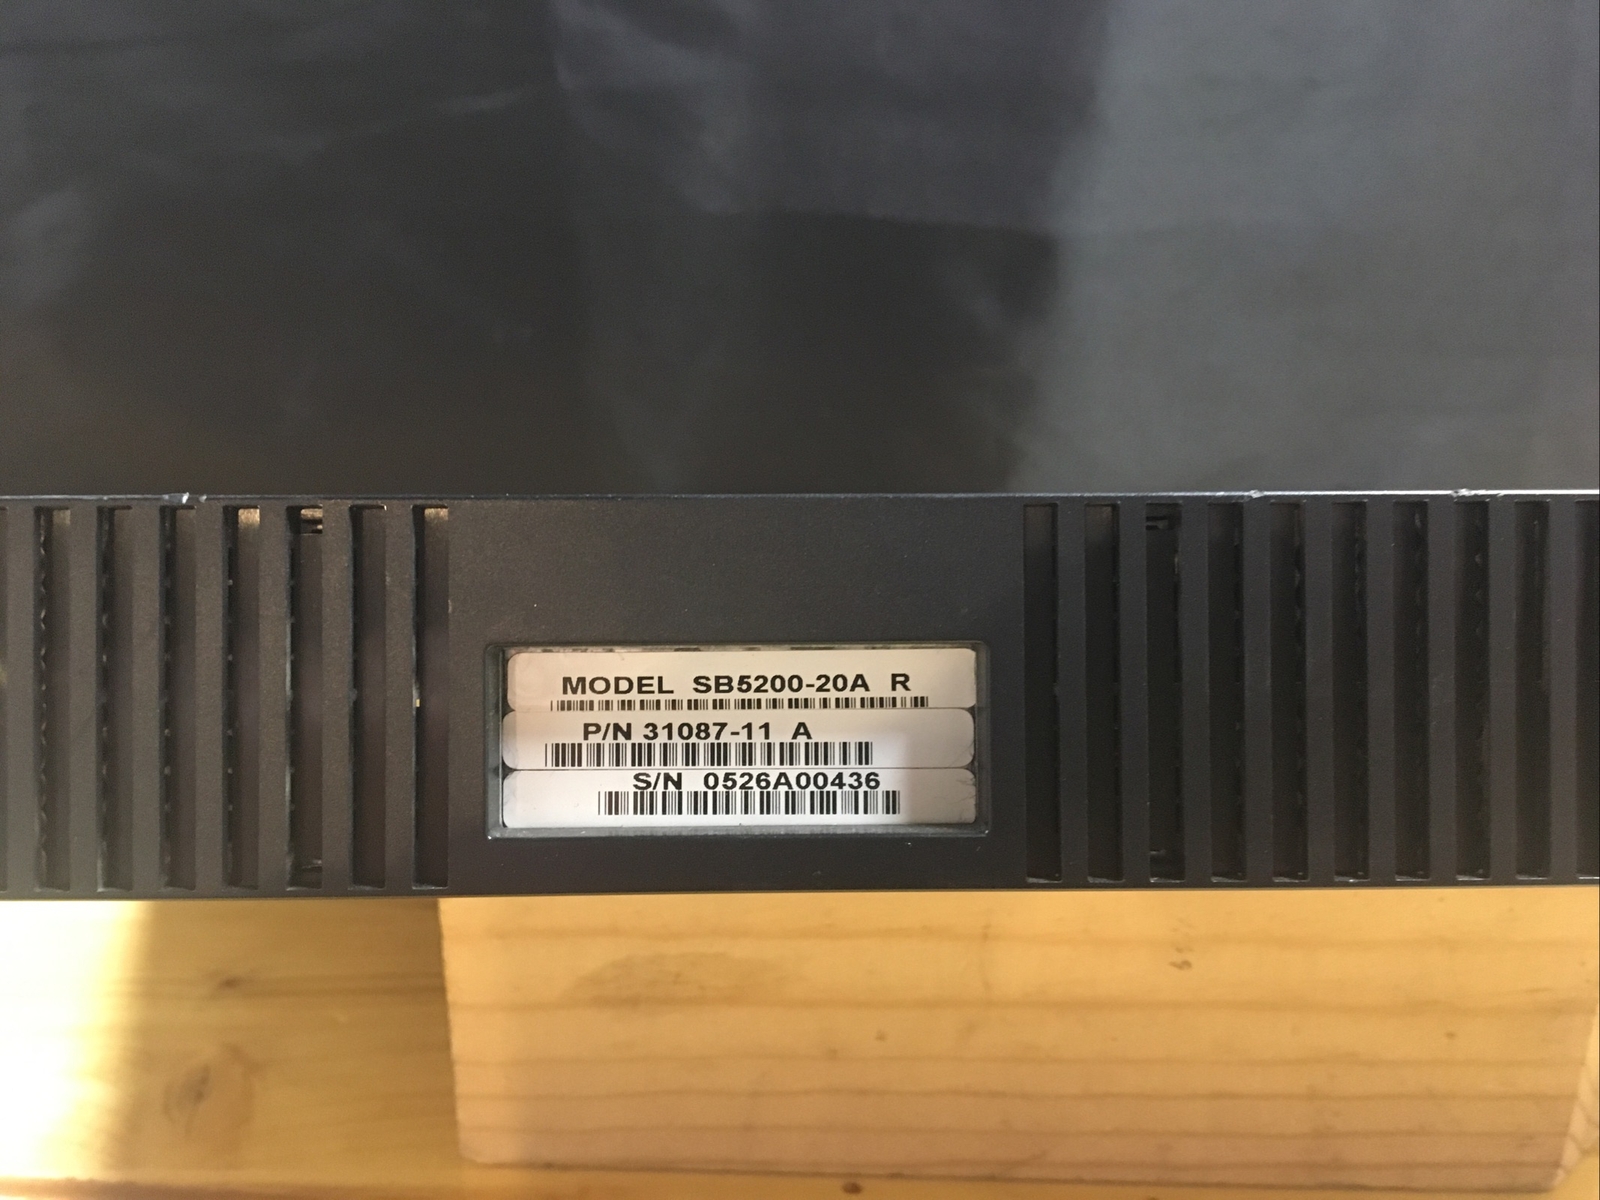 MODEL SB5200-20A R
P/N 31087-11 A
S/N 0526A00436